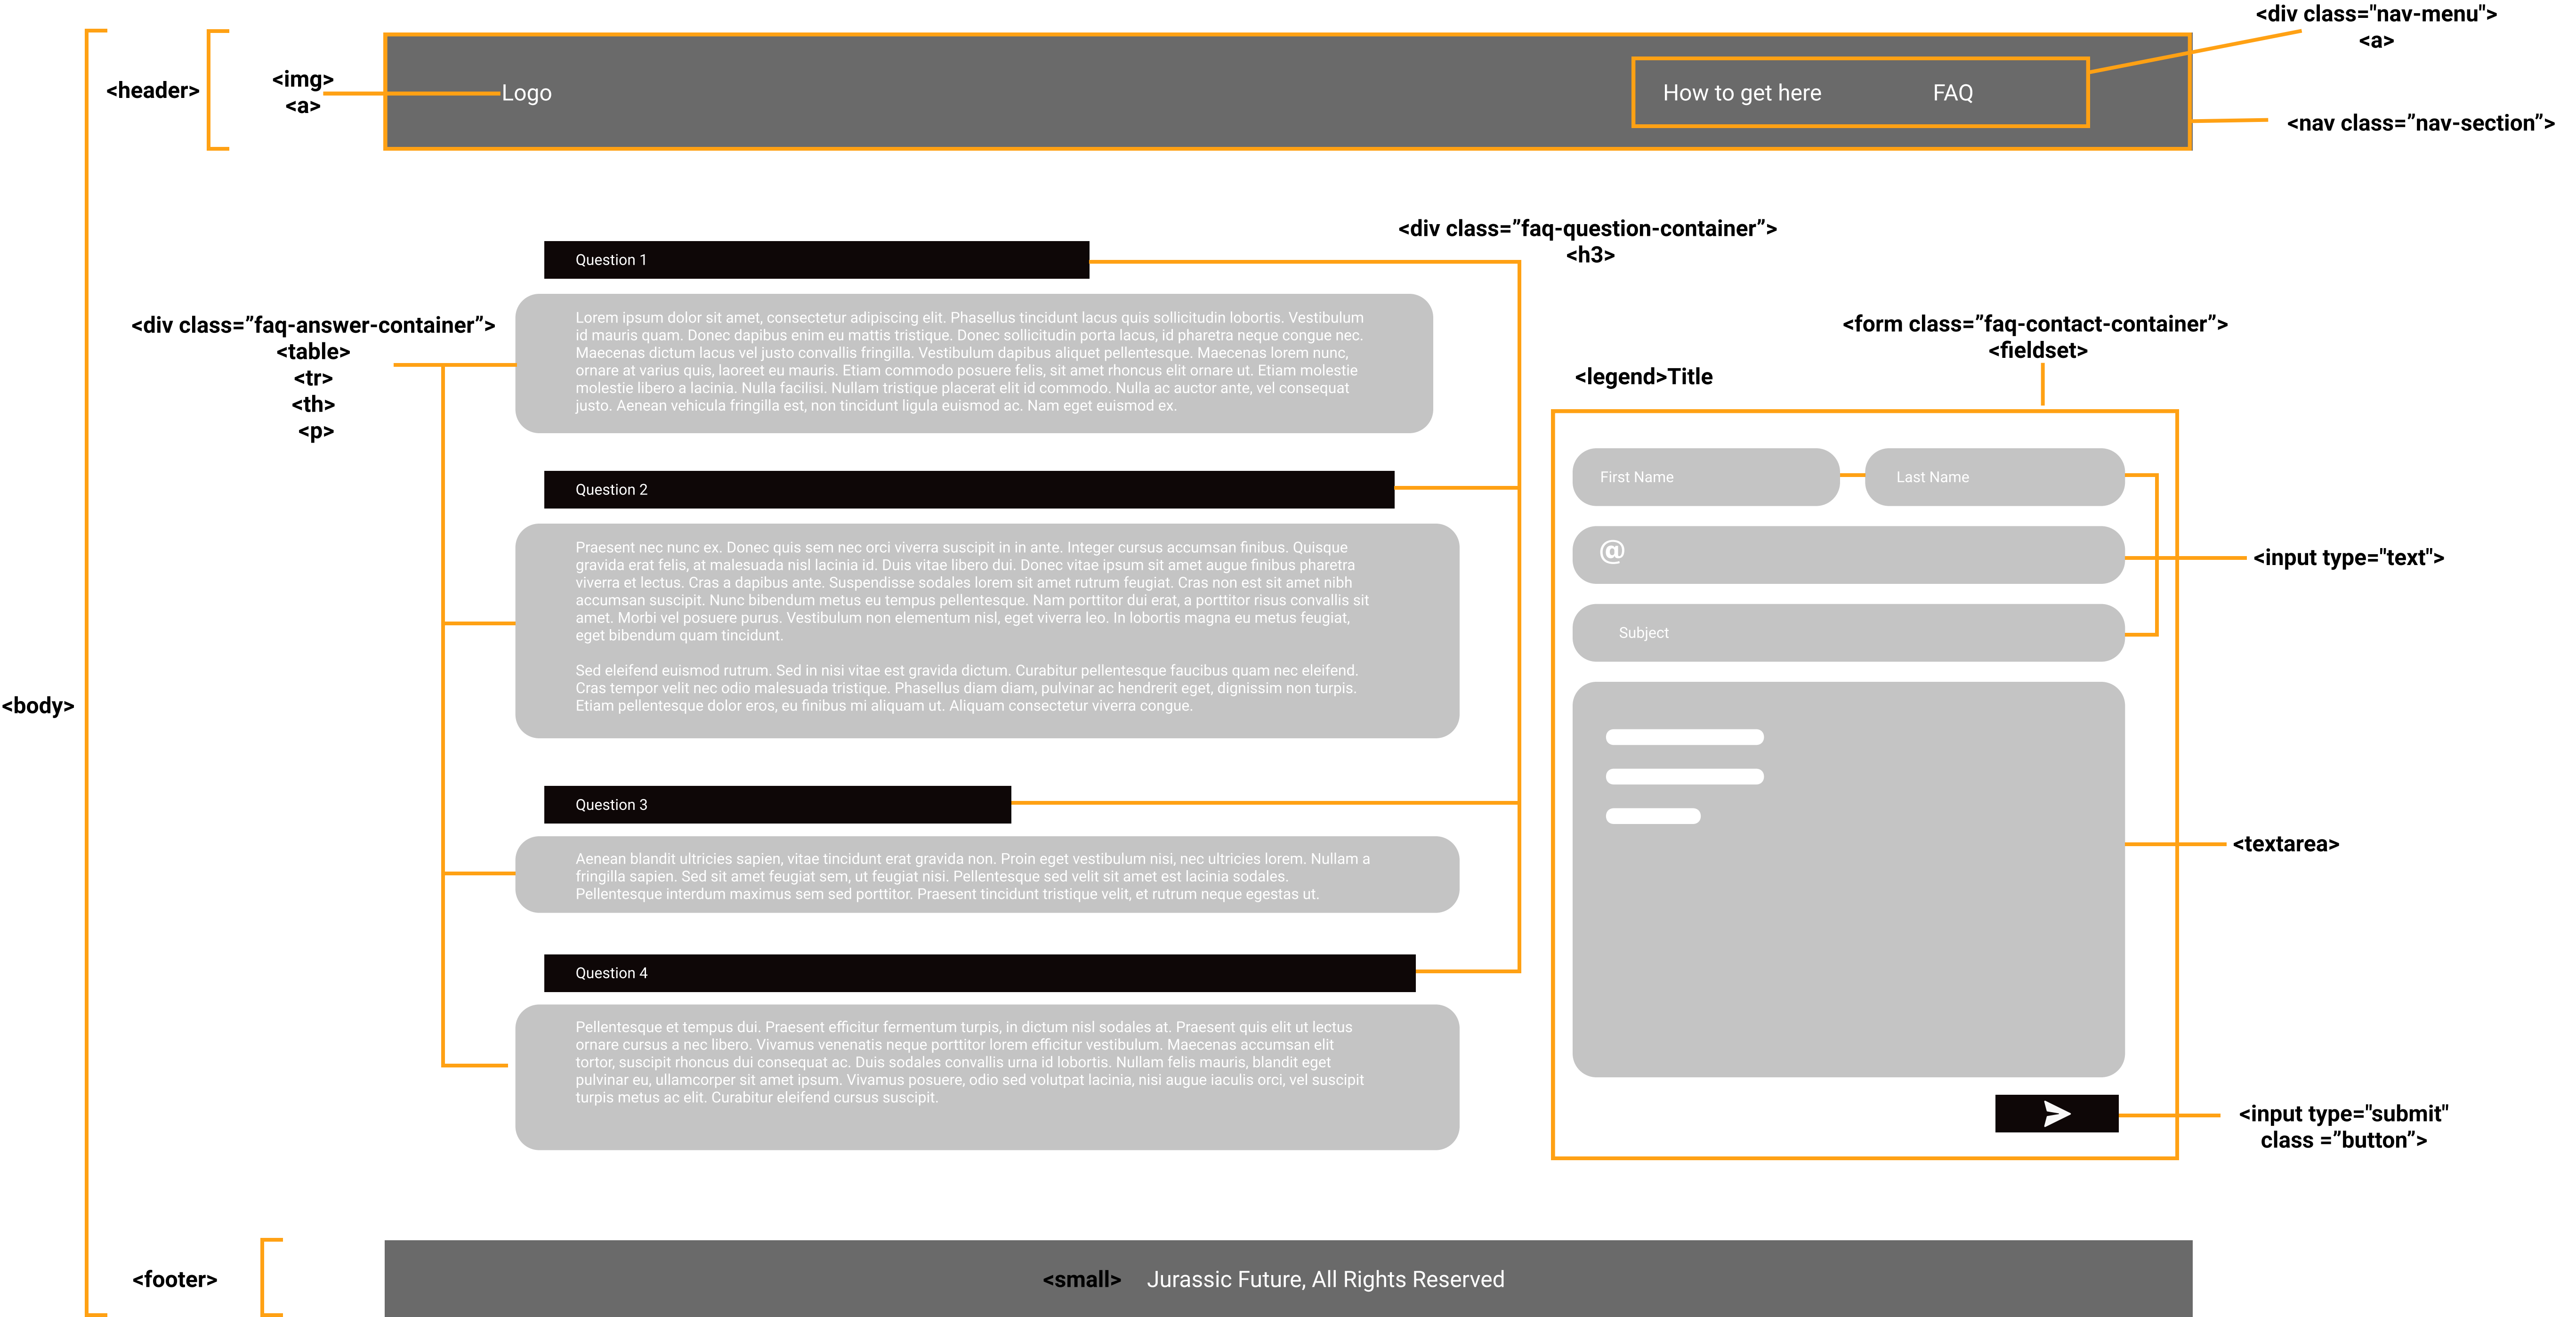 <div class="nav-menu">
<a>
<header>
<img>
<a>
Logo
How to get here
FAQ
<nav class=”nav-section”>
<div class=”faq-question-container”>
<h3>
Question 1
<div class=”faq-answer-container”>
<table>
<tr>
<th>
<p>
Lorem ipsum dolor sit amet, consectetur adipiscing elit. Phasellus tincidunt lacus quis sollicitudin lobortis. Vestibulum
id mauris quam. Donec dapibus enim eu mattis tristique. Donec sollicitudin porta lacus, id pharetra neque congue nec.
Maecenas dictum lacus vel justo convallis fringilla. Vestibulum dapibus aliquet pellentesque. Maecenas lorem nunc,
ornare at varius quis, laoreet eu mauris. Etiam commodo posuere felis, sit amet rhoncus elit ornare ut. Etiam molestie
molestie libero a lacinia. Nulla facilisi. Nullam tristique placerat elit id commodo. Nulla ac auctor ante, vel consequat
justo. Aenean vehicula fringilla est, non tincidunt ligula euismod ac. Nam eget euismod ex.
Question 2
Praesent nec nunc ex. Donec quis sem nec orci viverra suscipit in in ante. Integer cursus accumsan finibus. Quisque
gravida erat felis, at malesuada nisl lacinia id. Duis vitae libero dui. Donec vitae ipsum sit amet augue finibus pharetra
viverra et lectus. Cras a dapibus ante. Suspendisse sodales lorem sit amet rutrum feugiat. Cras non est sit amet nibh
accumsan suscipit. Nunc bibendum metus eu tempus pellentesque. Nam porttitor dui erat, a porttitor risus convallis sit
amet. Morbi vel posuere purus. Vestibulum non elementum nisl, eget viverra leo. In lobortis magna eu metus feugiat,
eget bibendum quam tincidunt.
Sed eleifend euismod rutrum. Sed in nisi vitae est gravida dictum. Curabitur pellentesque faucibus quam nec eleifend.
Cras tempor velit nec odio malesuada tristique. Phasellus diam diam, pulvinar ac hendrerit eget, dignissim non turpis.
Etiam pellentesque dolor eros, eu finibus mi aliquam ut. Aliquam consectetur viverra congue.
<body>
Question 3
Aenean blandit ultricies sapien, vitae tincidunt erat gravida non. Proin eget vestibulum nisi, nec ultricies lorem. Nullam a
fringilla sapien. Sed sit amet feugiat sem, ut feugiat nisi. Pellentesque sed velit sit amet est lacinia sodales.
Pellentesque interdum maximus sem sed porttitor. Praesent tincidunt tristique velit, et rutrum neque egestas ut.
Question 4
Pellentesque et tempus dui. Praesent efficitur fermentum turpis, in dictum nisl sodales at. Praesent quis elit ut lectus
ornare cursus a nec libero. Vivamus venenatis neque porttitor lorem efficitur vestibulum. Maecenas accumsan elit
tortor, suscipit rhoncus dui consequat ac. Duis sodales convallis urna id lobortis. Nullam felis mauris, blandit eget
pulvinar eu, ullamcorper sit amet ipsum. Vivamus posuere, odio sed volutpat lacinia, nisi augue iaculis orci, vel suscipit
turpis metus ac elit. Curabitur eleifend cursus suscipit.
<form class=”faq-contact-container”>
<fieldset>
<legend>Title
First Name
Last Name
@
<input type="text">
Subject
<textarea>
<input type="submit"
class =”button”>
<footer>
<small>
Jurassic Future, All Rights Reserved